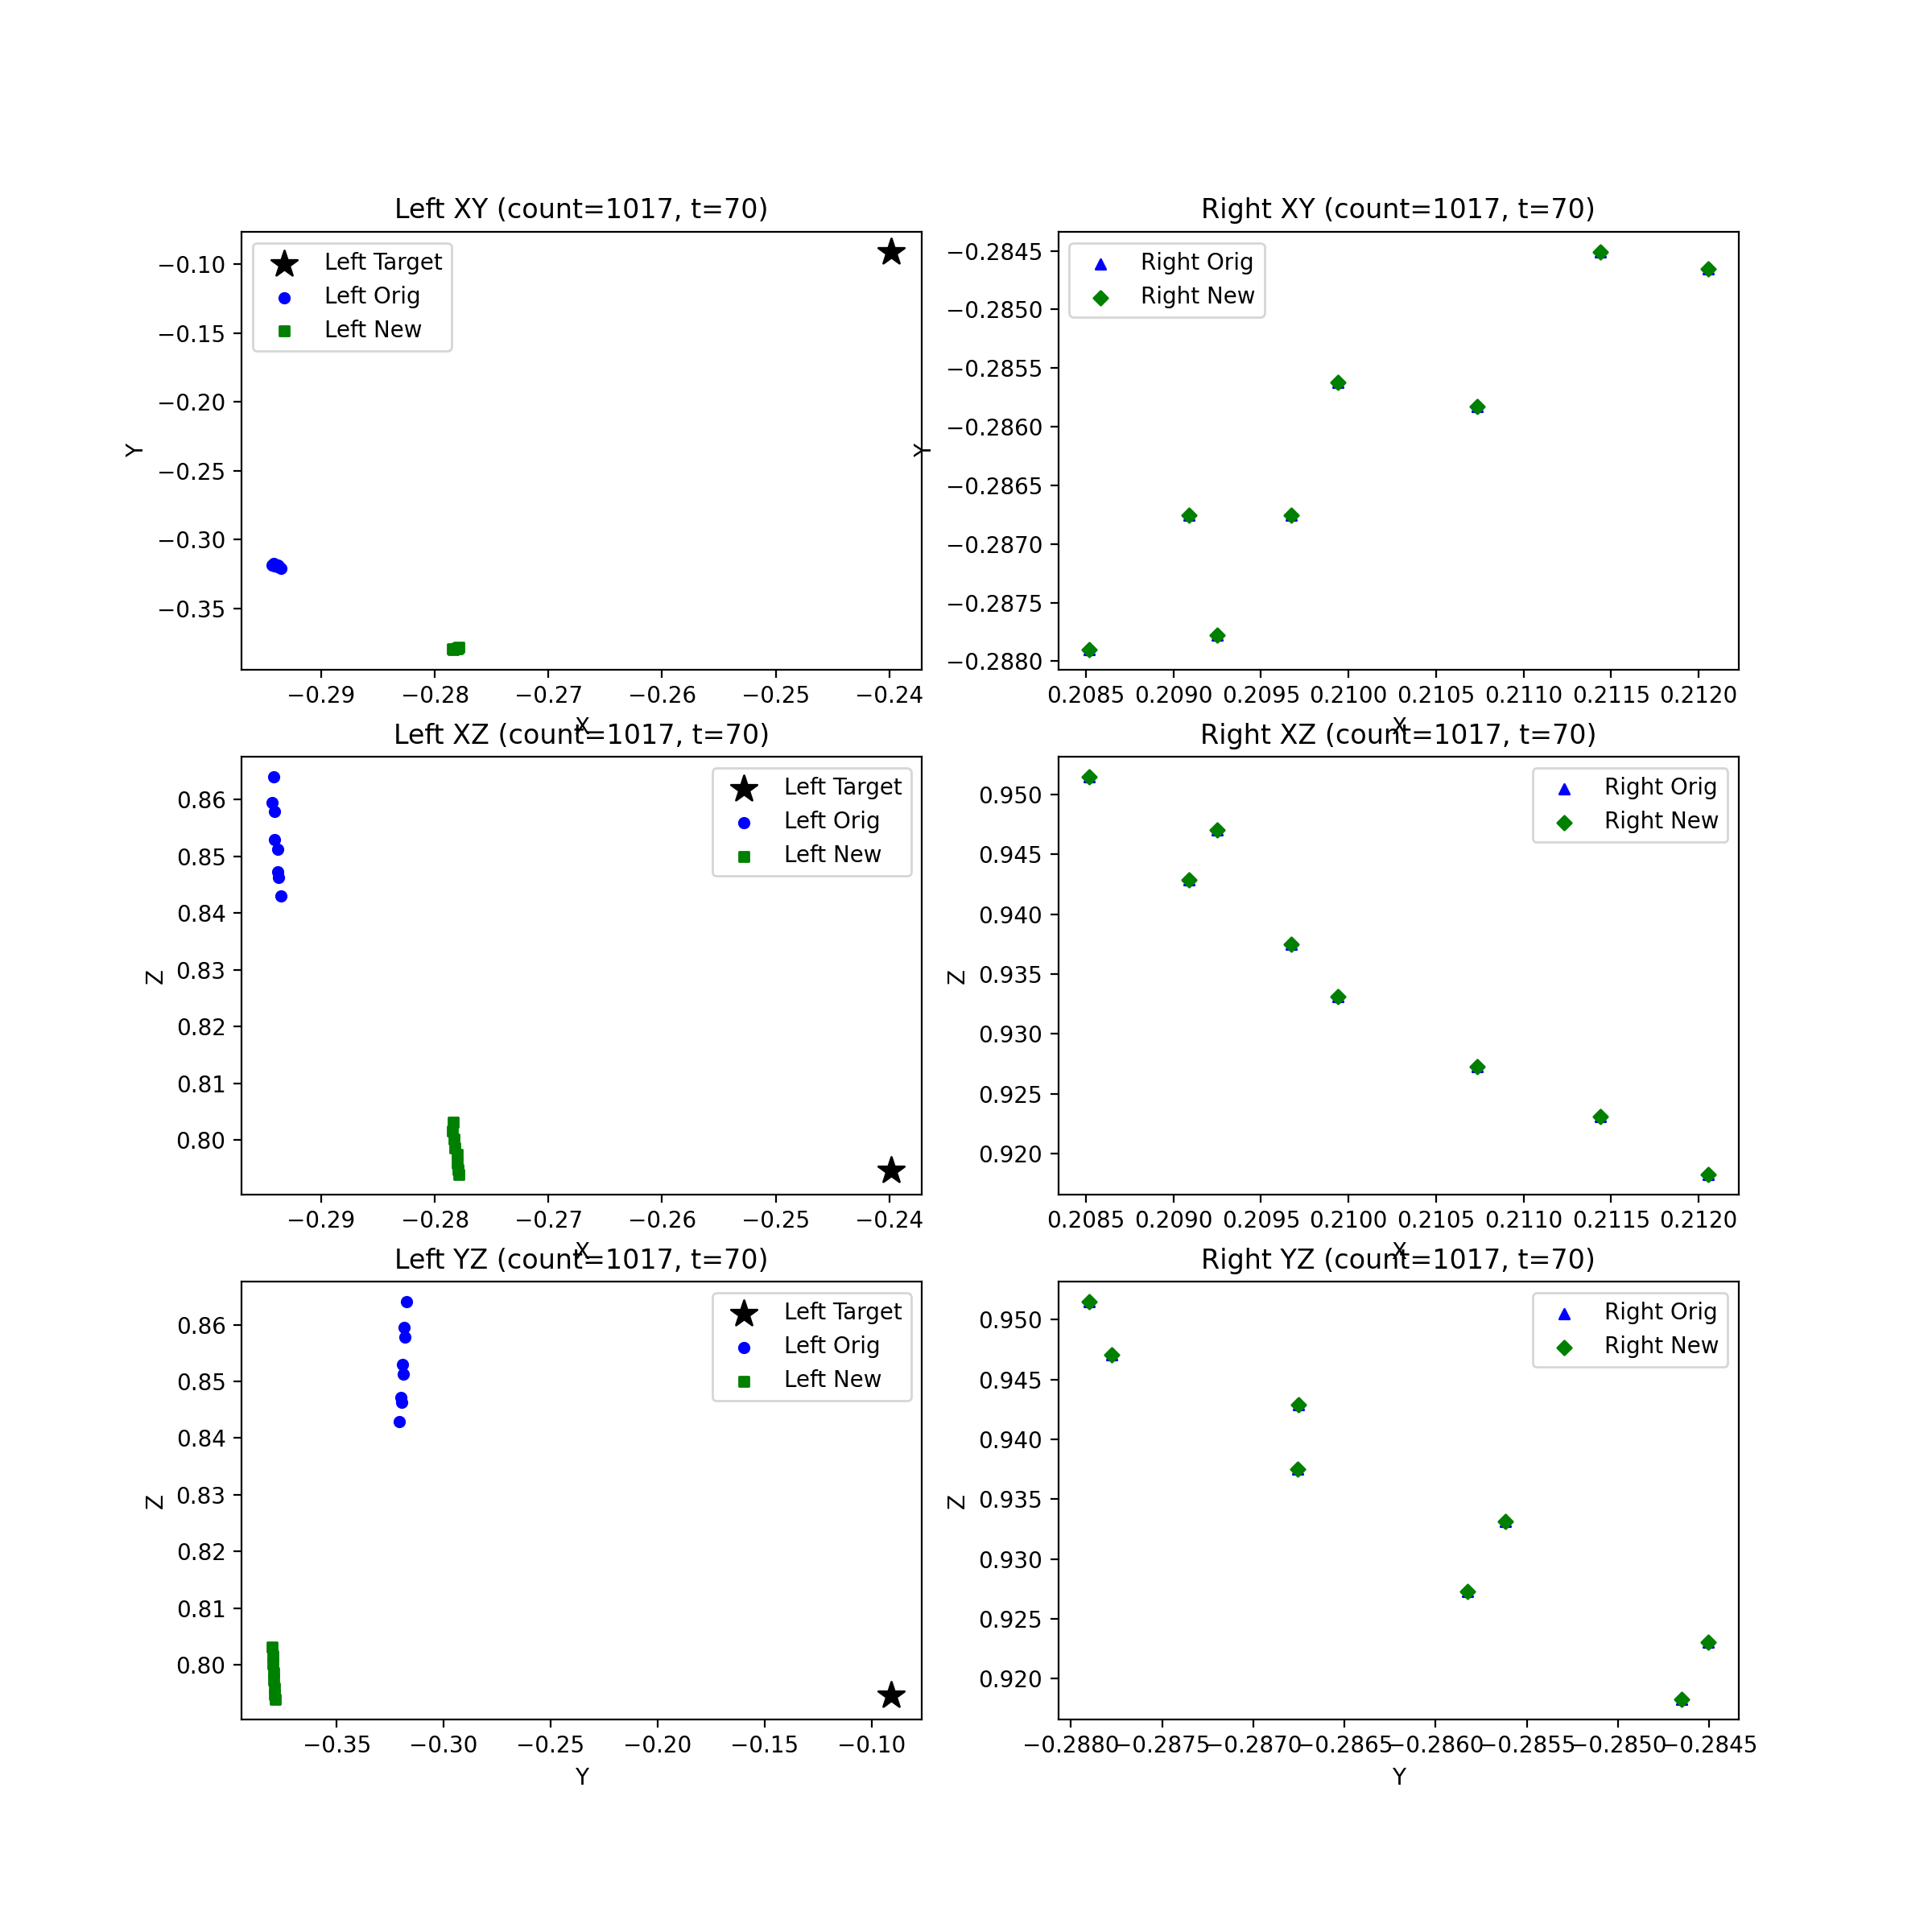 Left XY (count=1017, t=70)
Left Target
Left Orig
Left New
−0.10
−0.15
−0.20
−0.25
−0.30
−0.35
Y
−0.29 −0.28 −0.27 −0.26 −0.25 −0.24
X
Right XY (count=1017, t=70)
Right Orig
Right New
−0.2845
−0.2850
−0.2855
−0.2860
−0.2865
−0.2870
−0.2875
−0.2880
Y
0.2085 0.2090 0.2095 0.2100 0.2105 0.2110 0.2115 0.2120
X
Left XZ (count=1017, t=70)
Left Target
Left Orig
Left New
0.86
0.85
0.84
0.83
0.82
0.81
0.80
Z
−0.29 −0.28 −0.27 −0.26 −0.25 −0.24
X
Right XZ (count=1017, t=70)
Right Orig
Right New
0.950
0.945
0.940
0.935
0.930
0.925
0.920
Z
0.2085 0.2090 0.2095 0.2100 0.2105 0.2110 0.2115 0.2120
X
Left YZ (count=1017, t=70)
Left Target
Left Orig
Left New
0.86
0.85
0.84
0.83
0.82
0.81
0.80
Z
−0.35 −0.30 −0.25 −0.20 −0.15 −0.10
Y
Right YZ (count=1017, t=70)
Right Orig
Right New
0.950
0.945
0.940
0.935
0.930
0.925
0.920
Z
−0.2880 −0.2875 −0.2870 −0.2865 −0.2860 −0.2855 −0.2850 −0.2845
Y